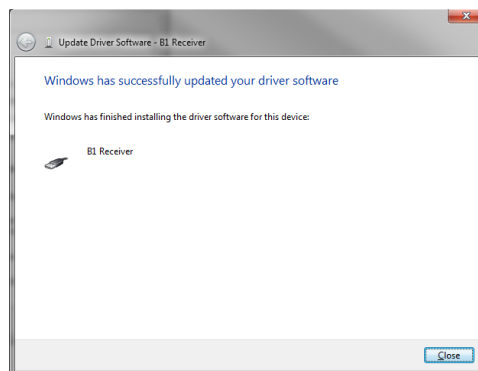 Update Driver Software - B1 Receiver
Windows has successfully updated your driver software
Windows has finished installing the driver software for this device:
B1 Receiver
Close